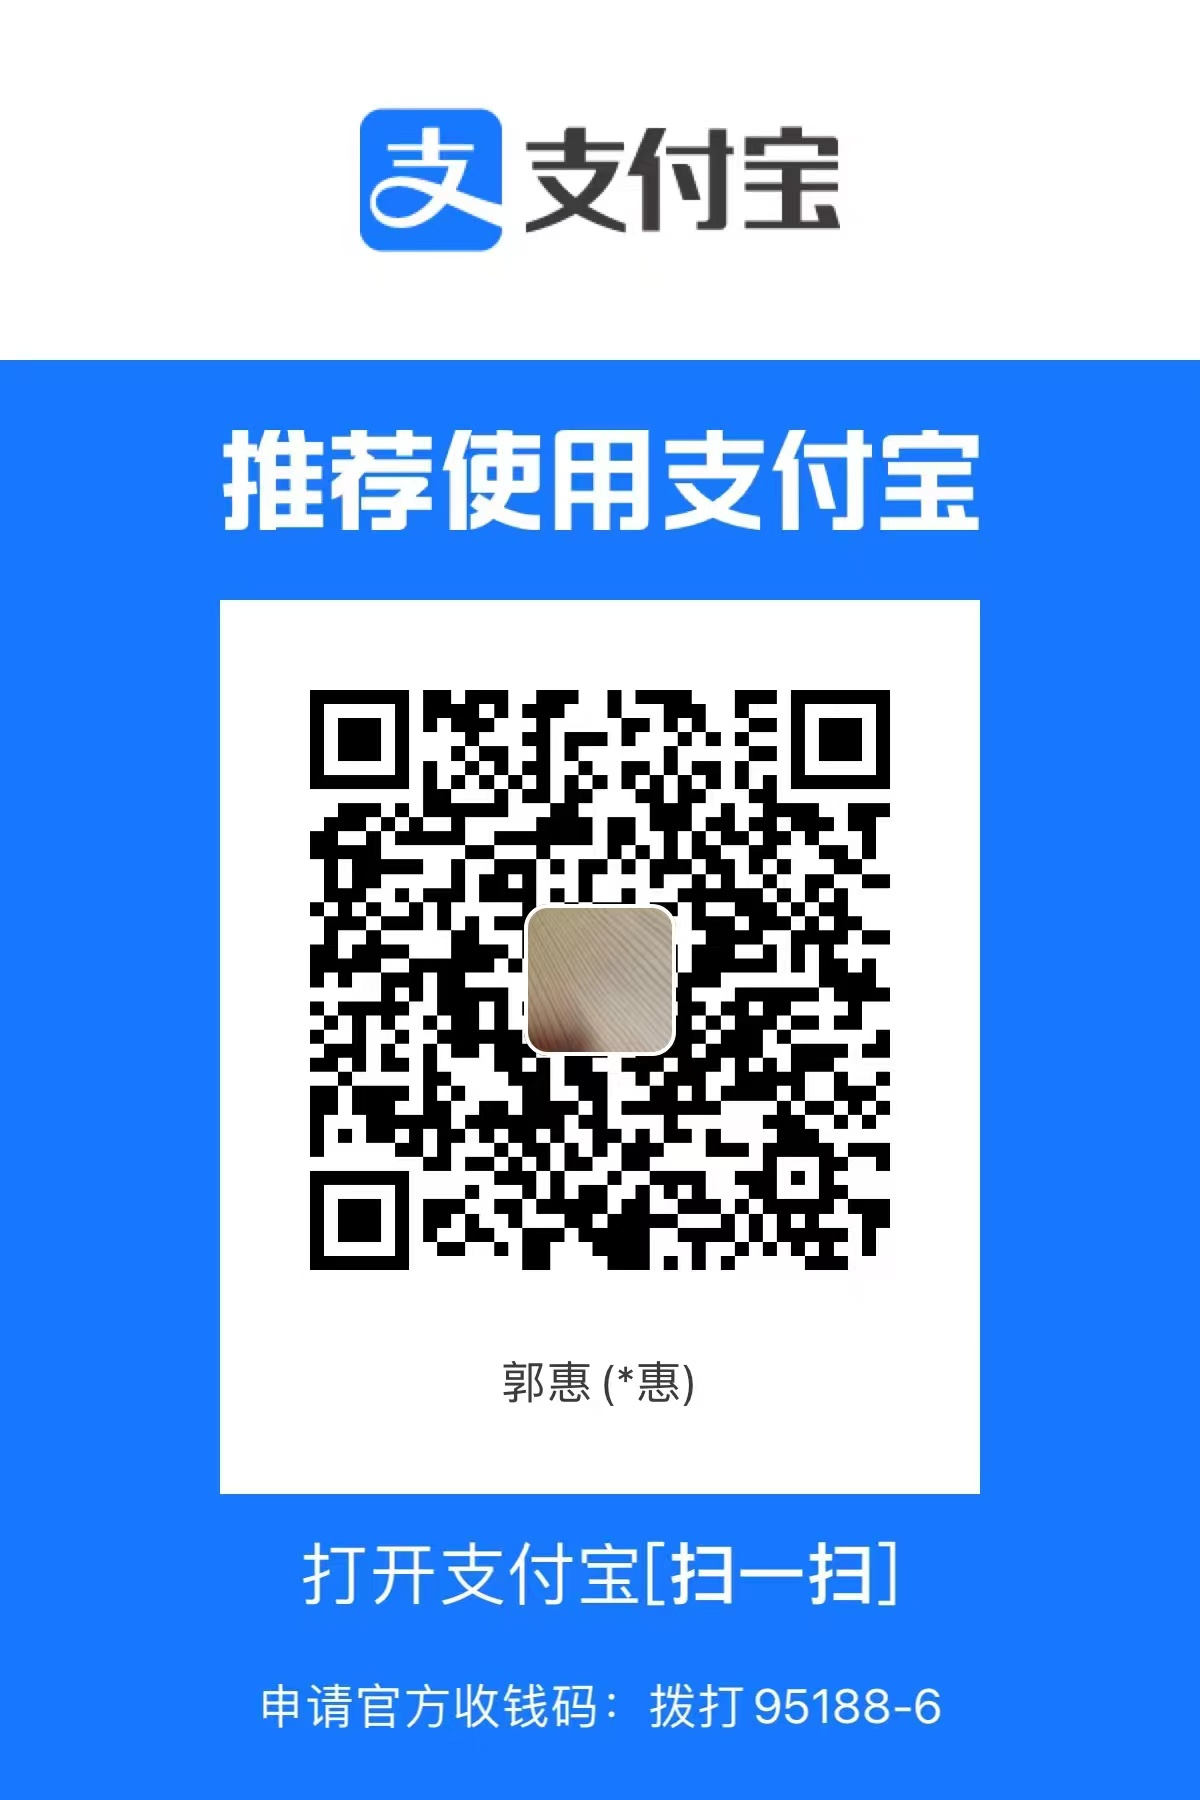 支 支付宝
推荐使用支付宝
郭惠 (*惠)
打开支付宝[扫一扫]
申请官方收钱码：拨打 95188-6